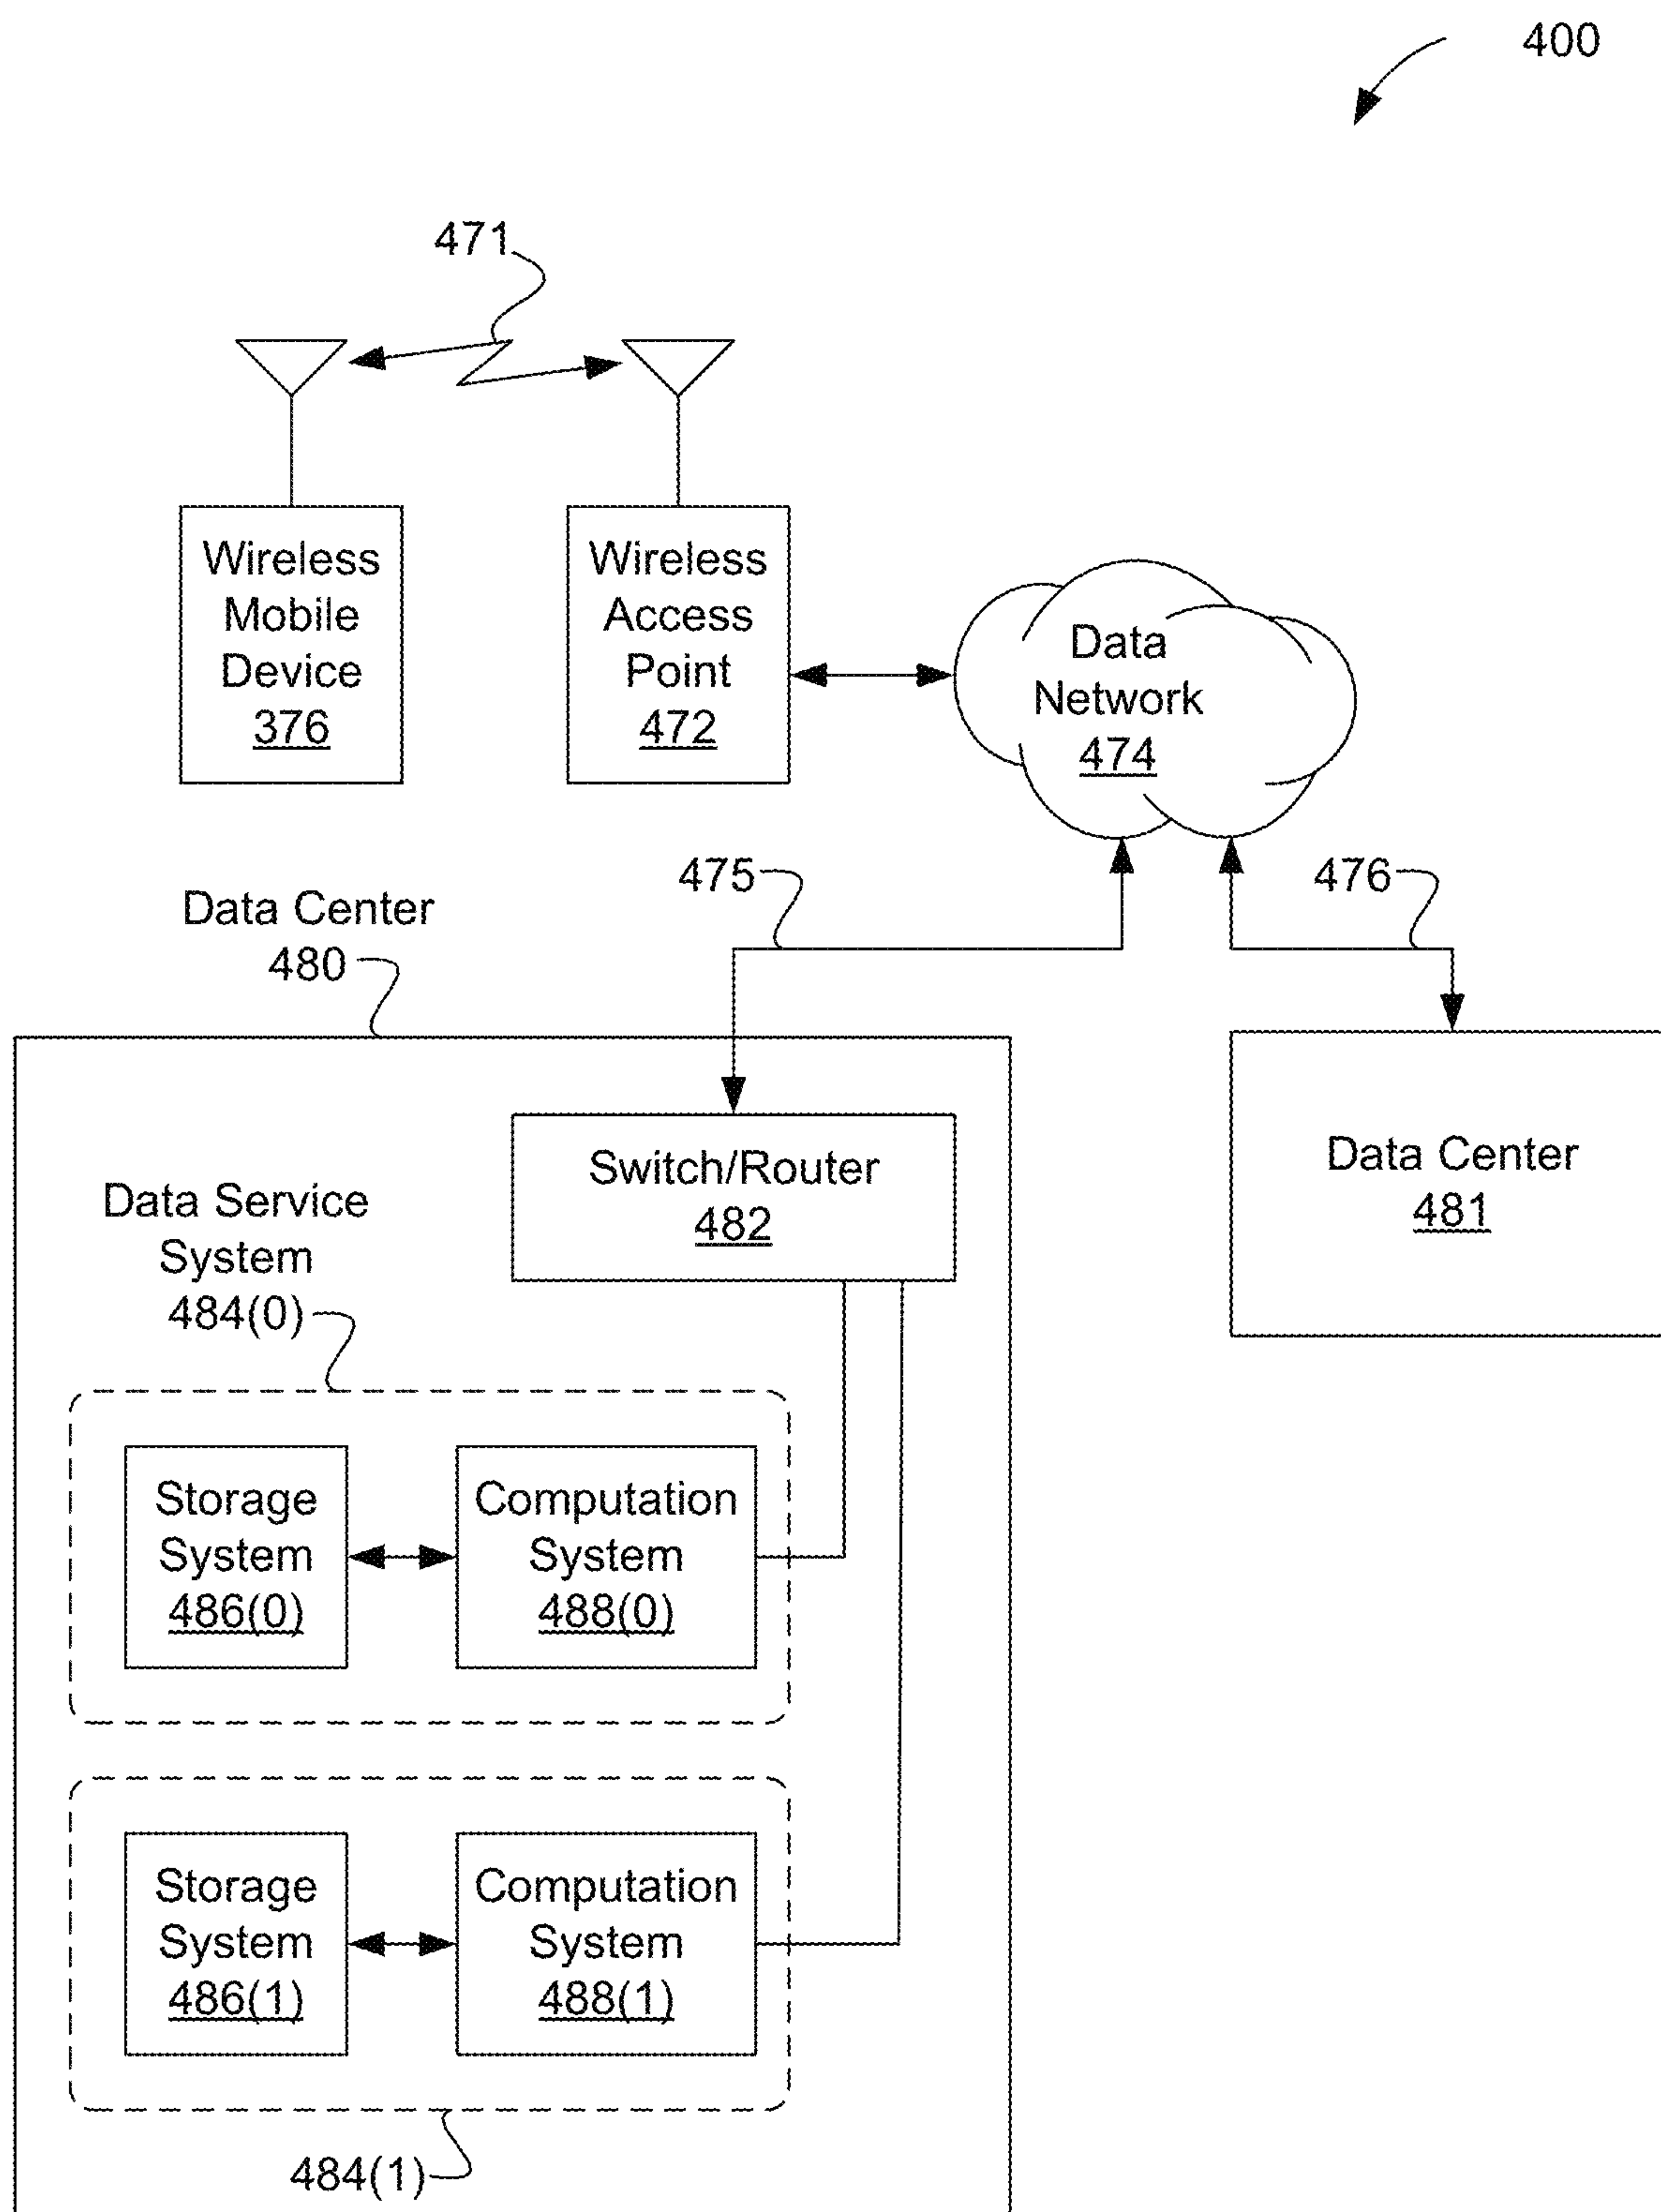 400
471
Wireless
Mobile
Device
376
Wireless
Access
Point
472
Data
Network
474
475
476
Data Center
480
Switch/Router
482
Data Center
481
Data Service
System
484(0)
Storage
System
486(0)
Computation
System
488(0)
Storage
System
486(1)
Computation
System
488(1)
484(1)